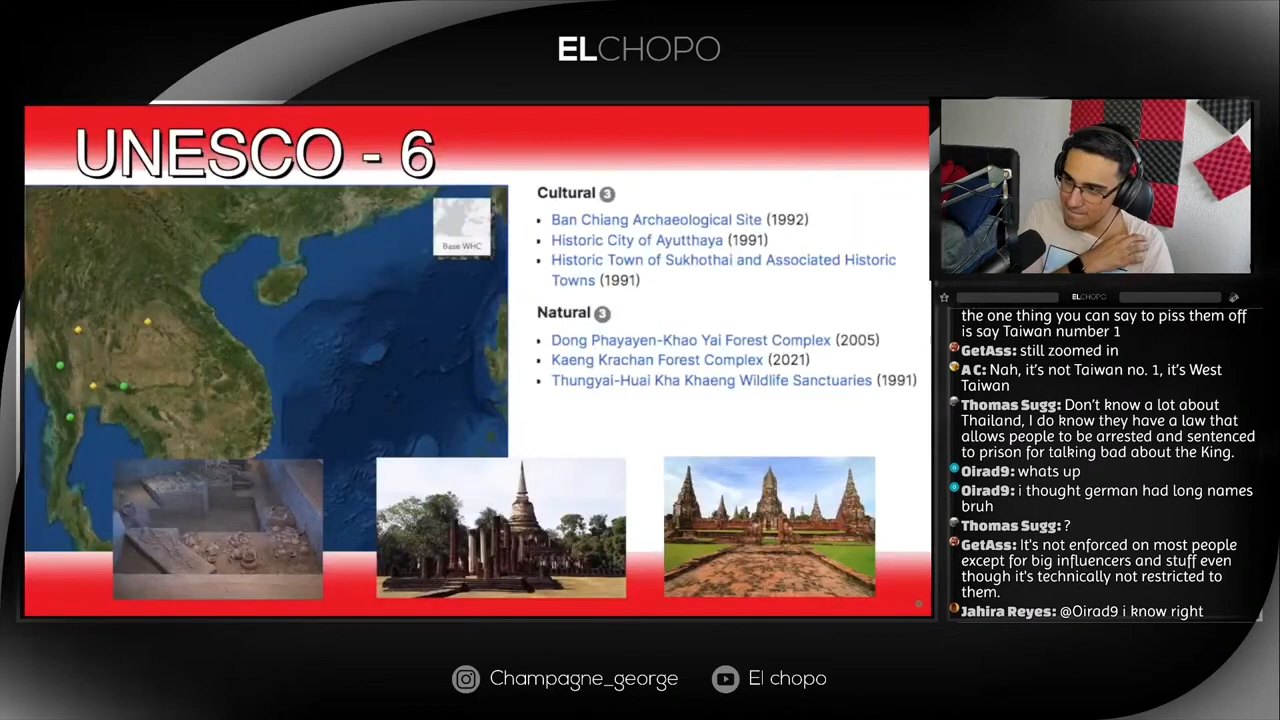 ELCHOPO
UNESCO - 6
Base WHC
Cultural 3
• Ban Chiang Archaeological Site (1992)
• Historic City of Ayutthaya (1991)
• Historic Town of Sukhothai and Associated Historic
Towns (1991)
Natural 3
• Dong Phayayen-Khao Yai Forest Complex (2005)
• Kaeng Krachan Forest Complex (2021)
• Thungyai-Huai Kha Khaeng Wildlife Sanctuaries (1991)
ELCHOPO
the one thing you can say to piss them off
is say Taiwan number 1
GetAss: still zoomed in
A C: Nah, it's not Taiwan no. 1, it's West
Taiwan
Thomas Sugg: Don't know a lot about
Thailand, I do know they have a law that
allows people to be arrested and sentenced
to prison for talking bad about the King.
Oirad9: whats up
Oirad9: i thought german had long names
bruh
Thomas Sugg: ?
GetAss: It's not enforced on most people
except for big influencers and stuff even
though it's technically not restricted to
them.
Jahira Reyes: @Oirad9 i know right
Champagne_george
El chopo